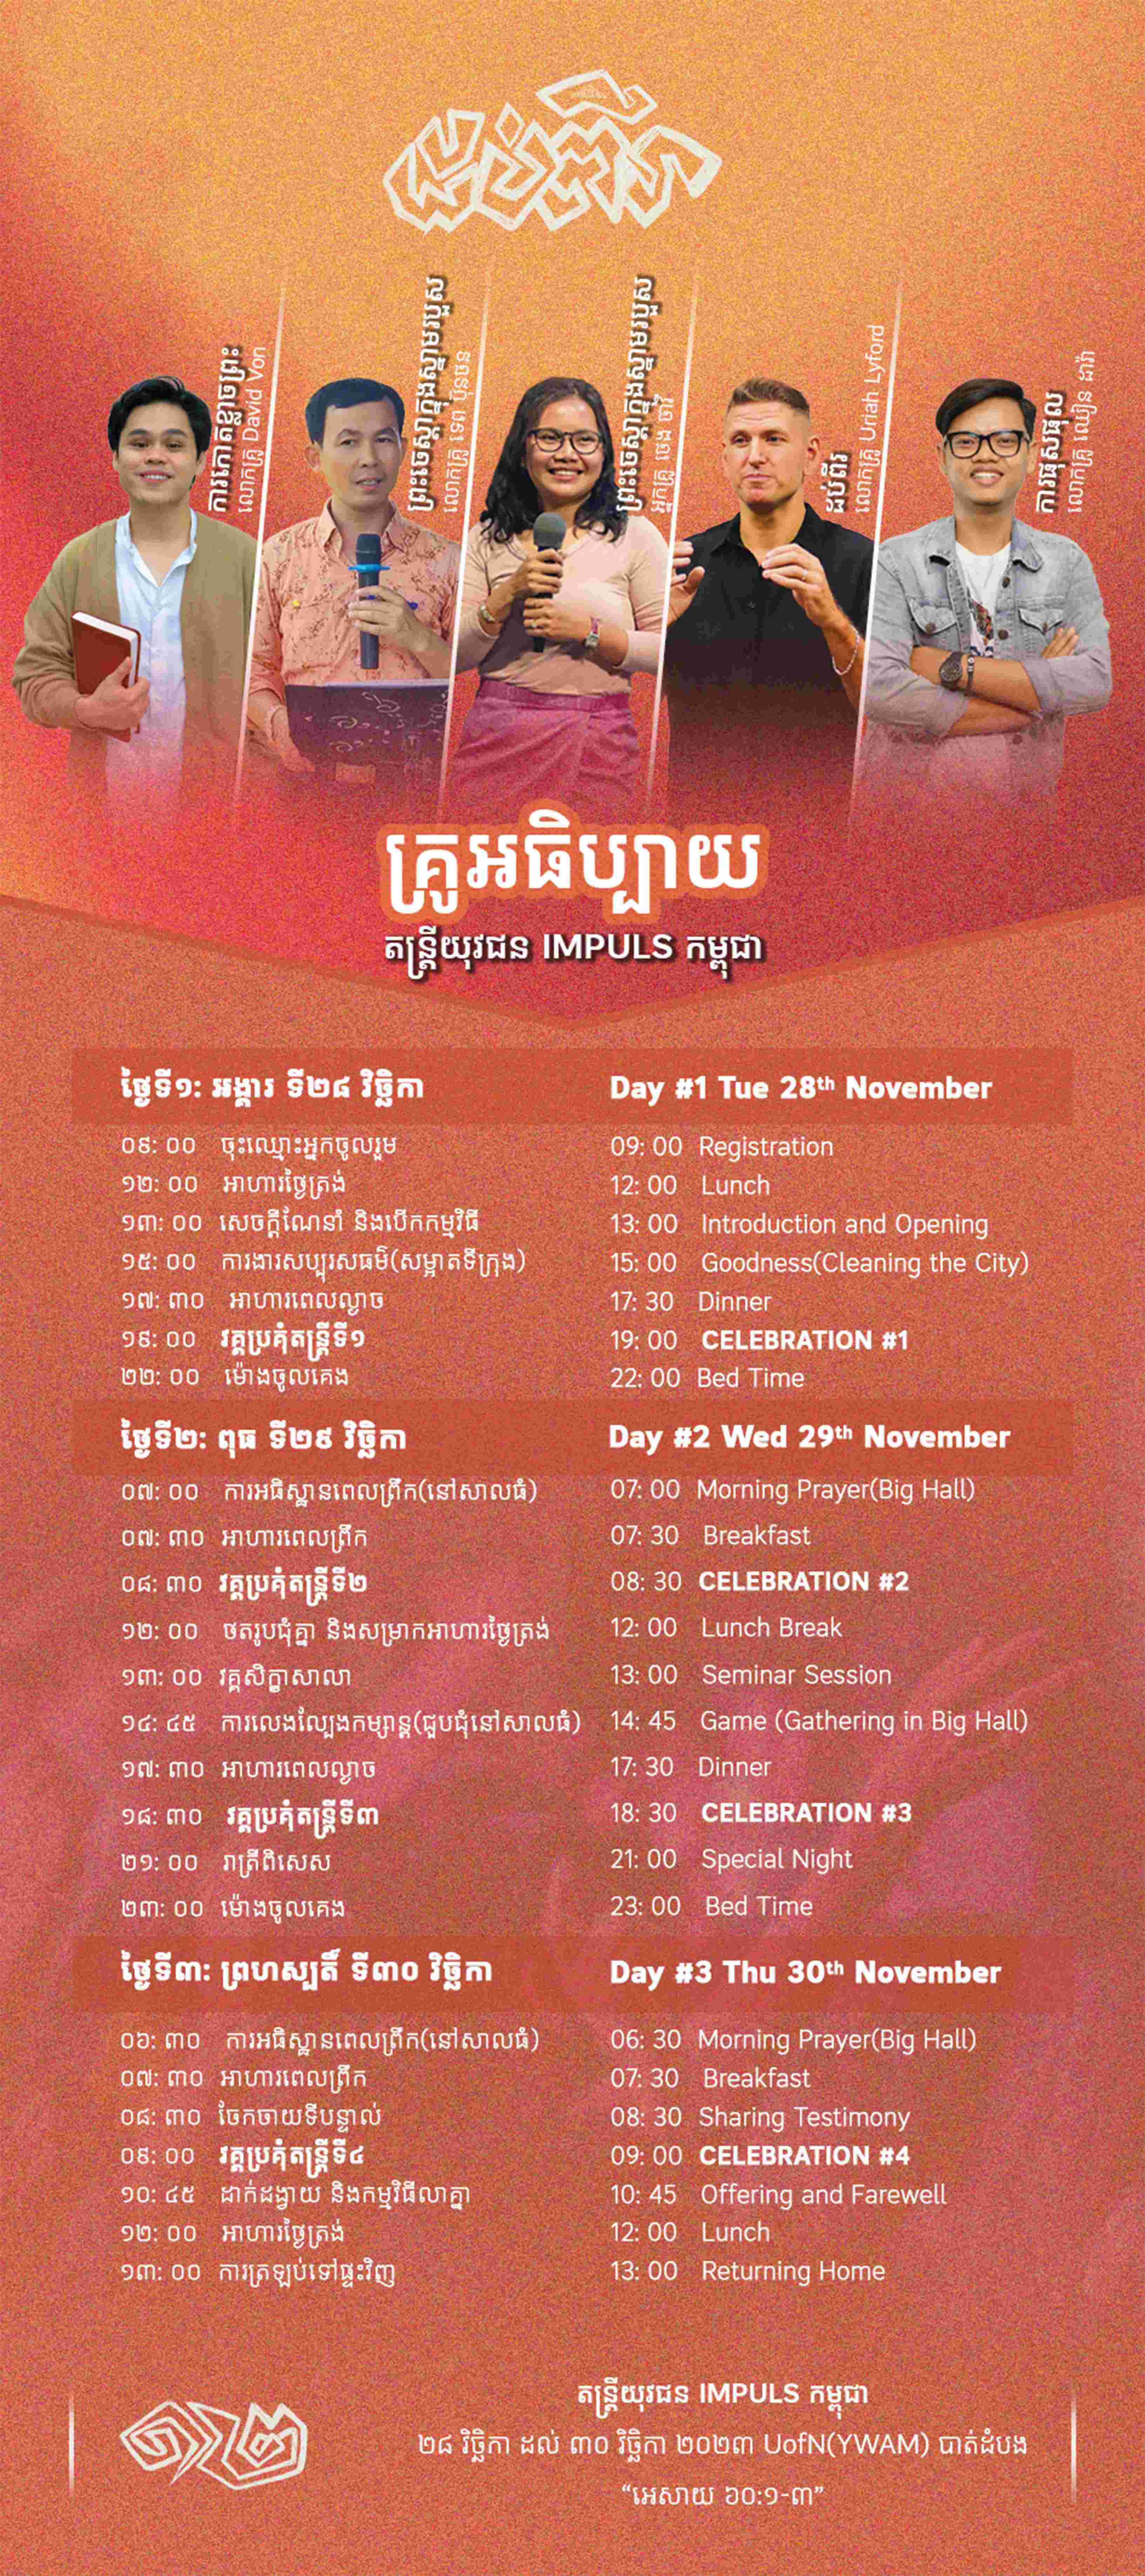 ដប់ពីរ
ការកោតខ្លាចព្រះ
លោកគ្រូ David Von
ព្រះចេស្តាក្នុងស្នាមរបួស
លោកគ្រូ ទេព ប៊ុនចន
ព្រះចេស្តាក្នុងស្នាមរបួស
អ្នកគ្រូ ចេង ចាវី
ដប់ពីរ
លោកគ្រូ Uriah Lyford
ការផុសផុល
លោកគ្រូ ឈឿន ដារ៉ា
គ្រូអធិប្បាយ
តន្ត្រីយុវជន IMPULS កម្ពុជា
ថ្ងៃទី១: អង្គារ ទី២៨ វិច្ឆិកា
០៩: ០០ ចុះឈ្មោះអ្នកចូលរួម
១២: ០០ អាហារថ្ងៃត្រង់
១៣: ០០ សេចក្តីណែនាំ និងបើកកម្មវិធី
១៥: ០០ ការងារសប្បុរសធម៌(សម្អាតទីក្រុង)
១៧: ៣០ អាហារពេលល្ងាច
១៩: ០០ វគ្គប្រគុំតន្ត្រីទី១
២២: ០០ ម៉ោងចូលគេង
Day #1 Tue 28th November
09: 00 Registration
12: 00 Lunch
13: 00 Introduction and Opening
15: 00 Goodness(Cleaning the City)
17: 30 Dinner
19: 00 CELEBRATION #1
22: 00 Bed Time
ថ្ងៃទី២: ពុធ ទី២៩ វិច្ឆិកា
០៧: ០០ ការអធិស្ឋានពេលព្រឹក(នៅសាលធំ)
០៧: ៣០ អាហារពេលព្រឹក
០៨: ៣០ វគ្គប្រគុំតន្ត្រីទី២
១២: ០០ ថតរូបជុំគ្នា និងសម្រាកអាហារថ្ងៃត្រង់
១៣: ០០ វគ្គសិក្ខាសាលា
១៤: ៤៥ ការលេងល្បែងកម្សាន្ត(ជួបជុំនៅសាលធំ)
១៧: ៣០ អាហារពេលល្ងាច
១៨: ៣០ វគ្គប្រគុំតន្ត្រីទី៣
២១: ០០ រាត្រីពិសេស
២៣: ០០ ម៉ោងចូលគេង
Day #2 Wed 29th November
07: 00 Morning Prayer(Big Hall)
07: 30 Breakfast
08: 30 CELEBRATION #2
12: 00 Lunch Break
13: 00 Seminar Session
14: 45 Game (Gathering in Big Hall)
17: 30 Dinner
18: 30 CELEBRATION #3
21: 00 Special Night
23: 00 Bed Time
ថ្ងៃទី៣: ព្រហស្បតិ៍ ទី៣០ វិច្ឆិកា
០៦: ៣០ ការអធិស្ឋានពេលព្រឹក(នៅសាលធំ)
០៧: ៣០ អាហារពេលព្រឹក
០៨: ៣០ ចែកចាយទីបន្ទាល់
០៩: ០០ វគ្គប្រគុំតន្ត្រីទី៤
១០: ៤៥ ដាក់ដង្វាយ និងកម្មវិធីលាគ្នា
១២: ០០ អាហារថ្ងៃត្រង់
១៣: ០០ ការត្រឡប់ទៅផ្ទះវិញ
Day #3 Thu 30th November
06: 30 Morning Prayer(Big Hall)
07: 30 Breakfast
08: 30 Sharing Testimony
09: 00 CELEBRATION #4
10: 45 Offering and Farewell
12: 00 Lunch
13: 00 Returning Home
១២
តន្ត្រីយុវជន IMPULS កម្ពុជា
២៨ វិច្ឆិកា ដល់ ៣០ វិច្ឆិកា ២០២៣ UofN(YWAM) បាត់ដំបង
“អេសាយ ៦០:១-៣”